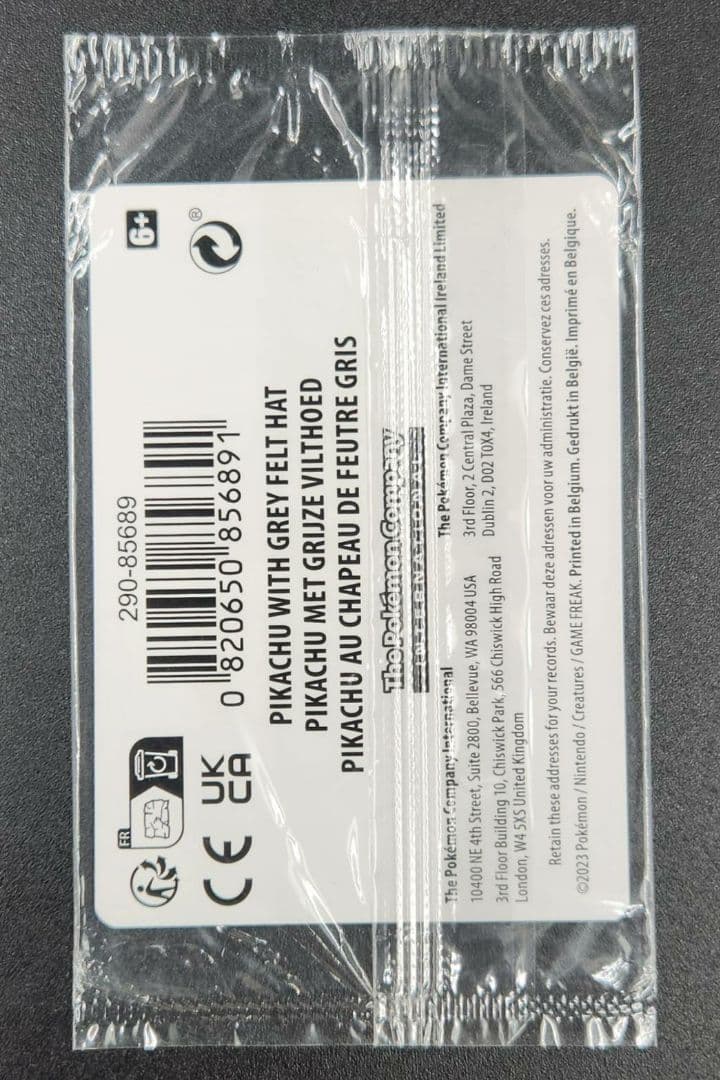 290-85689
0 820650 856891
6+
®
FR
CE
UK
CA
PIKACHU WITH GREY FELT HAT
PIKACHU MET GRIJZE VILTHOED
PIKACHU AU CHAPEAU DE FEUTRE GRIS
The Pokémon Company
INTERNATIONAL
The Pokémon Company International
10400 NE 4th Street, Suite 2800, Bellevue, WA 98004 USA
3rd Floor Building 10, Chiswick Park, 566 Chiswick High Road
London, W4 5XS United Kingdom
The Pokémon Company International Ireland Limited
3rd Floor, 2 Central Plaza, Dame Street
Dublin 2, D02 T0X4, Ireland
Retain these addresses for your records. Bewaar deze adressen voor uw administratie. Conservez ces adresses.
©2023 Pokémon / Nintendo / Creatures / GAME FREAK. Printed in Belgium. Gedrukt in België. Imprimé en Belgique.